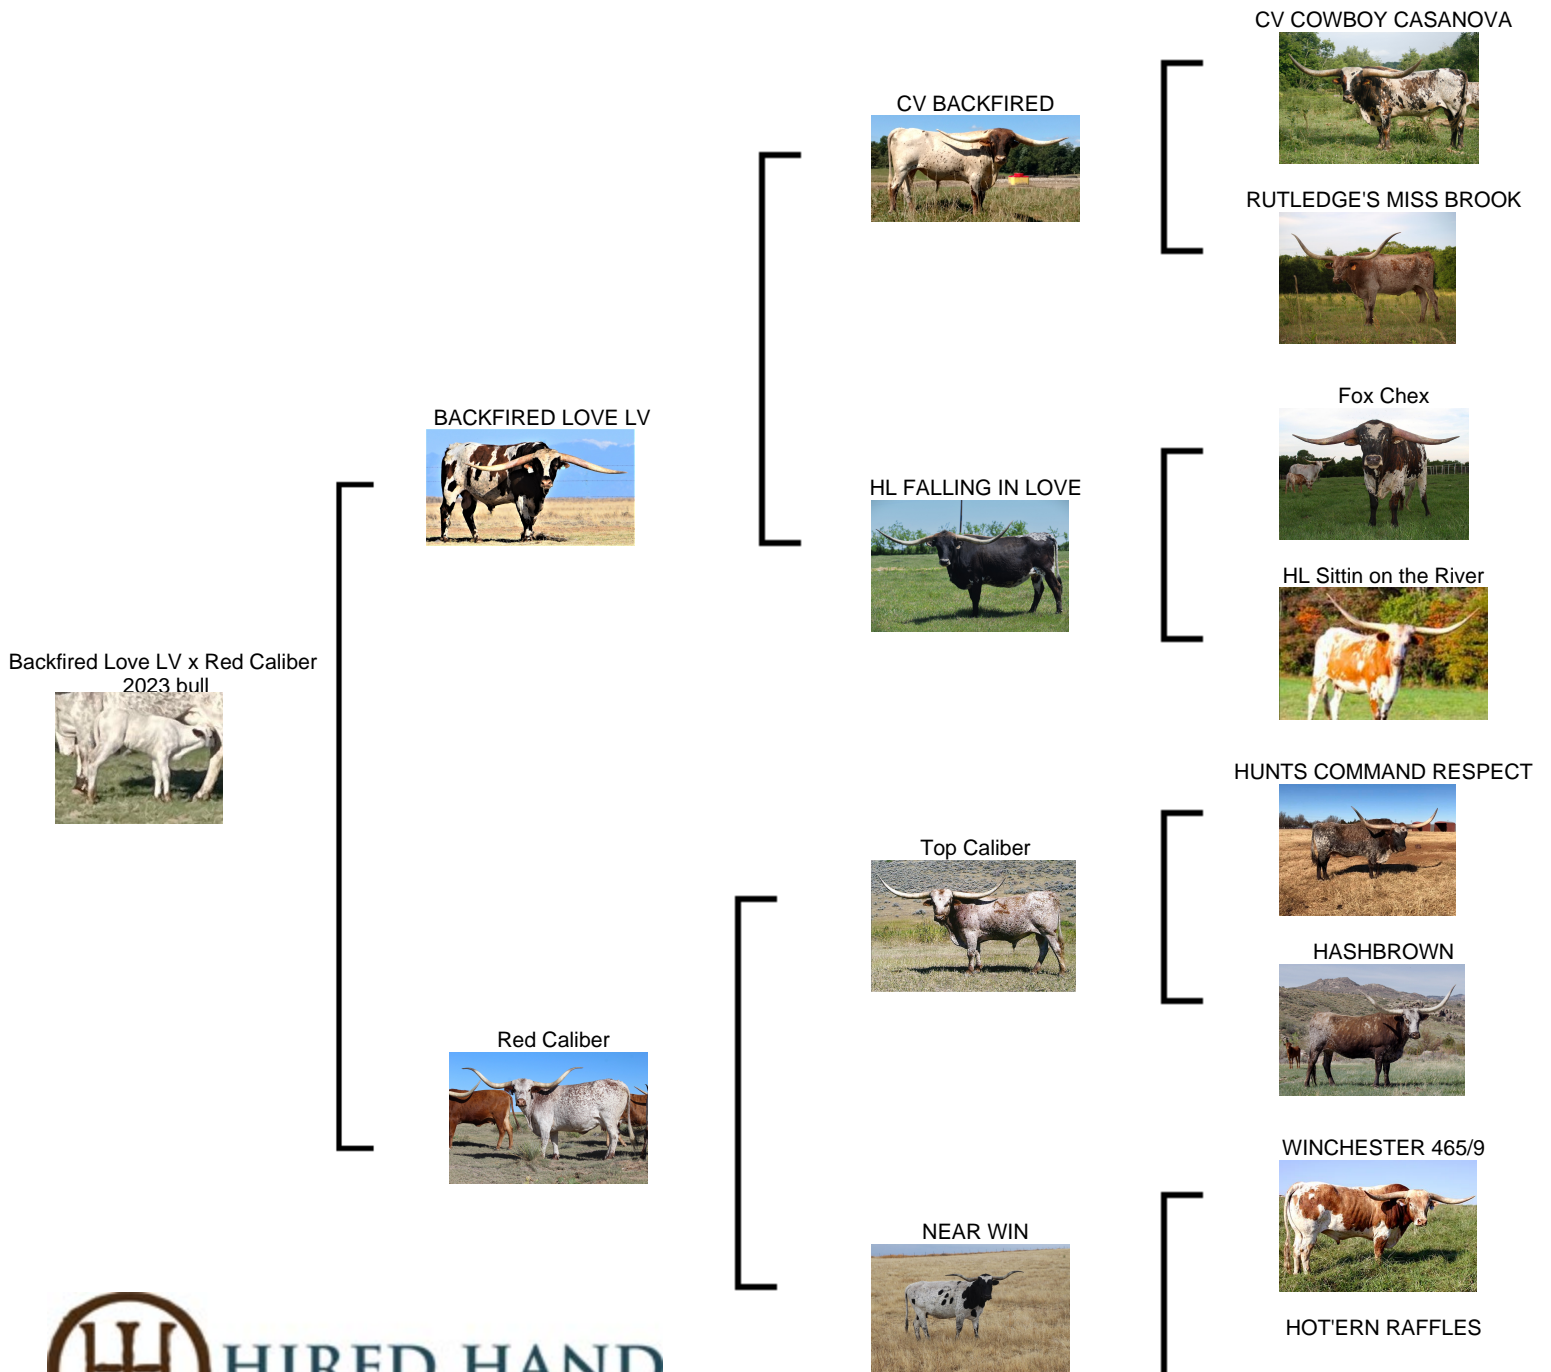 CV COWBOY CASANOVA
CV BACKFIRED
RUTLEDGE'S MISS BROOK
Fox Chex
BACKFIRED LOVE LV
HL FALLING IN LOVE
HL Sittin on the River
Backfired Love LV x Red Caliber
2023 bull
HUNTS COMMAND RESPECT
Top Caliber
HASHBROWN
Red Caliber
WINCHESTER 465/9
NEAR WIN
HOT'ERN RAFFLES
HIRED HAND